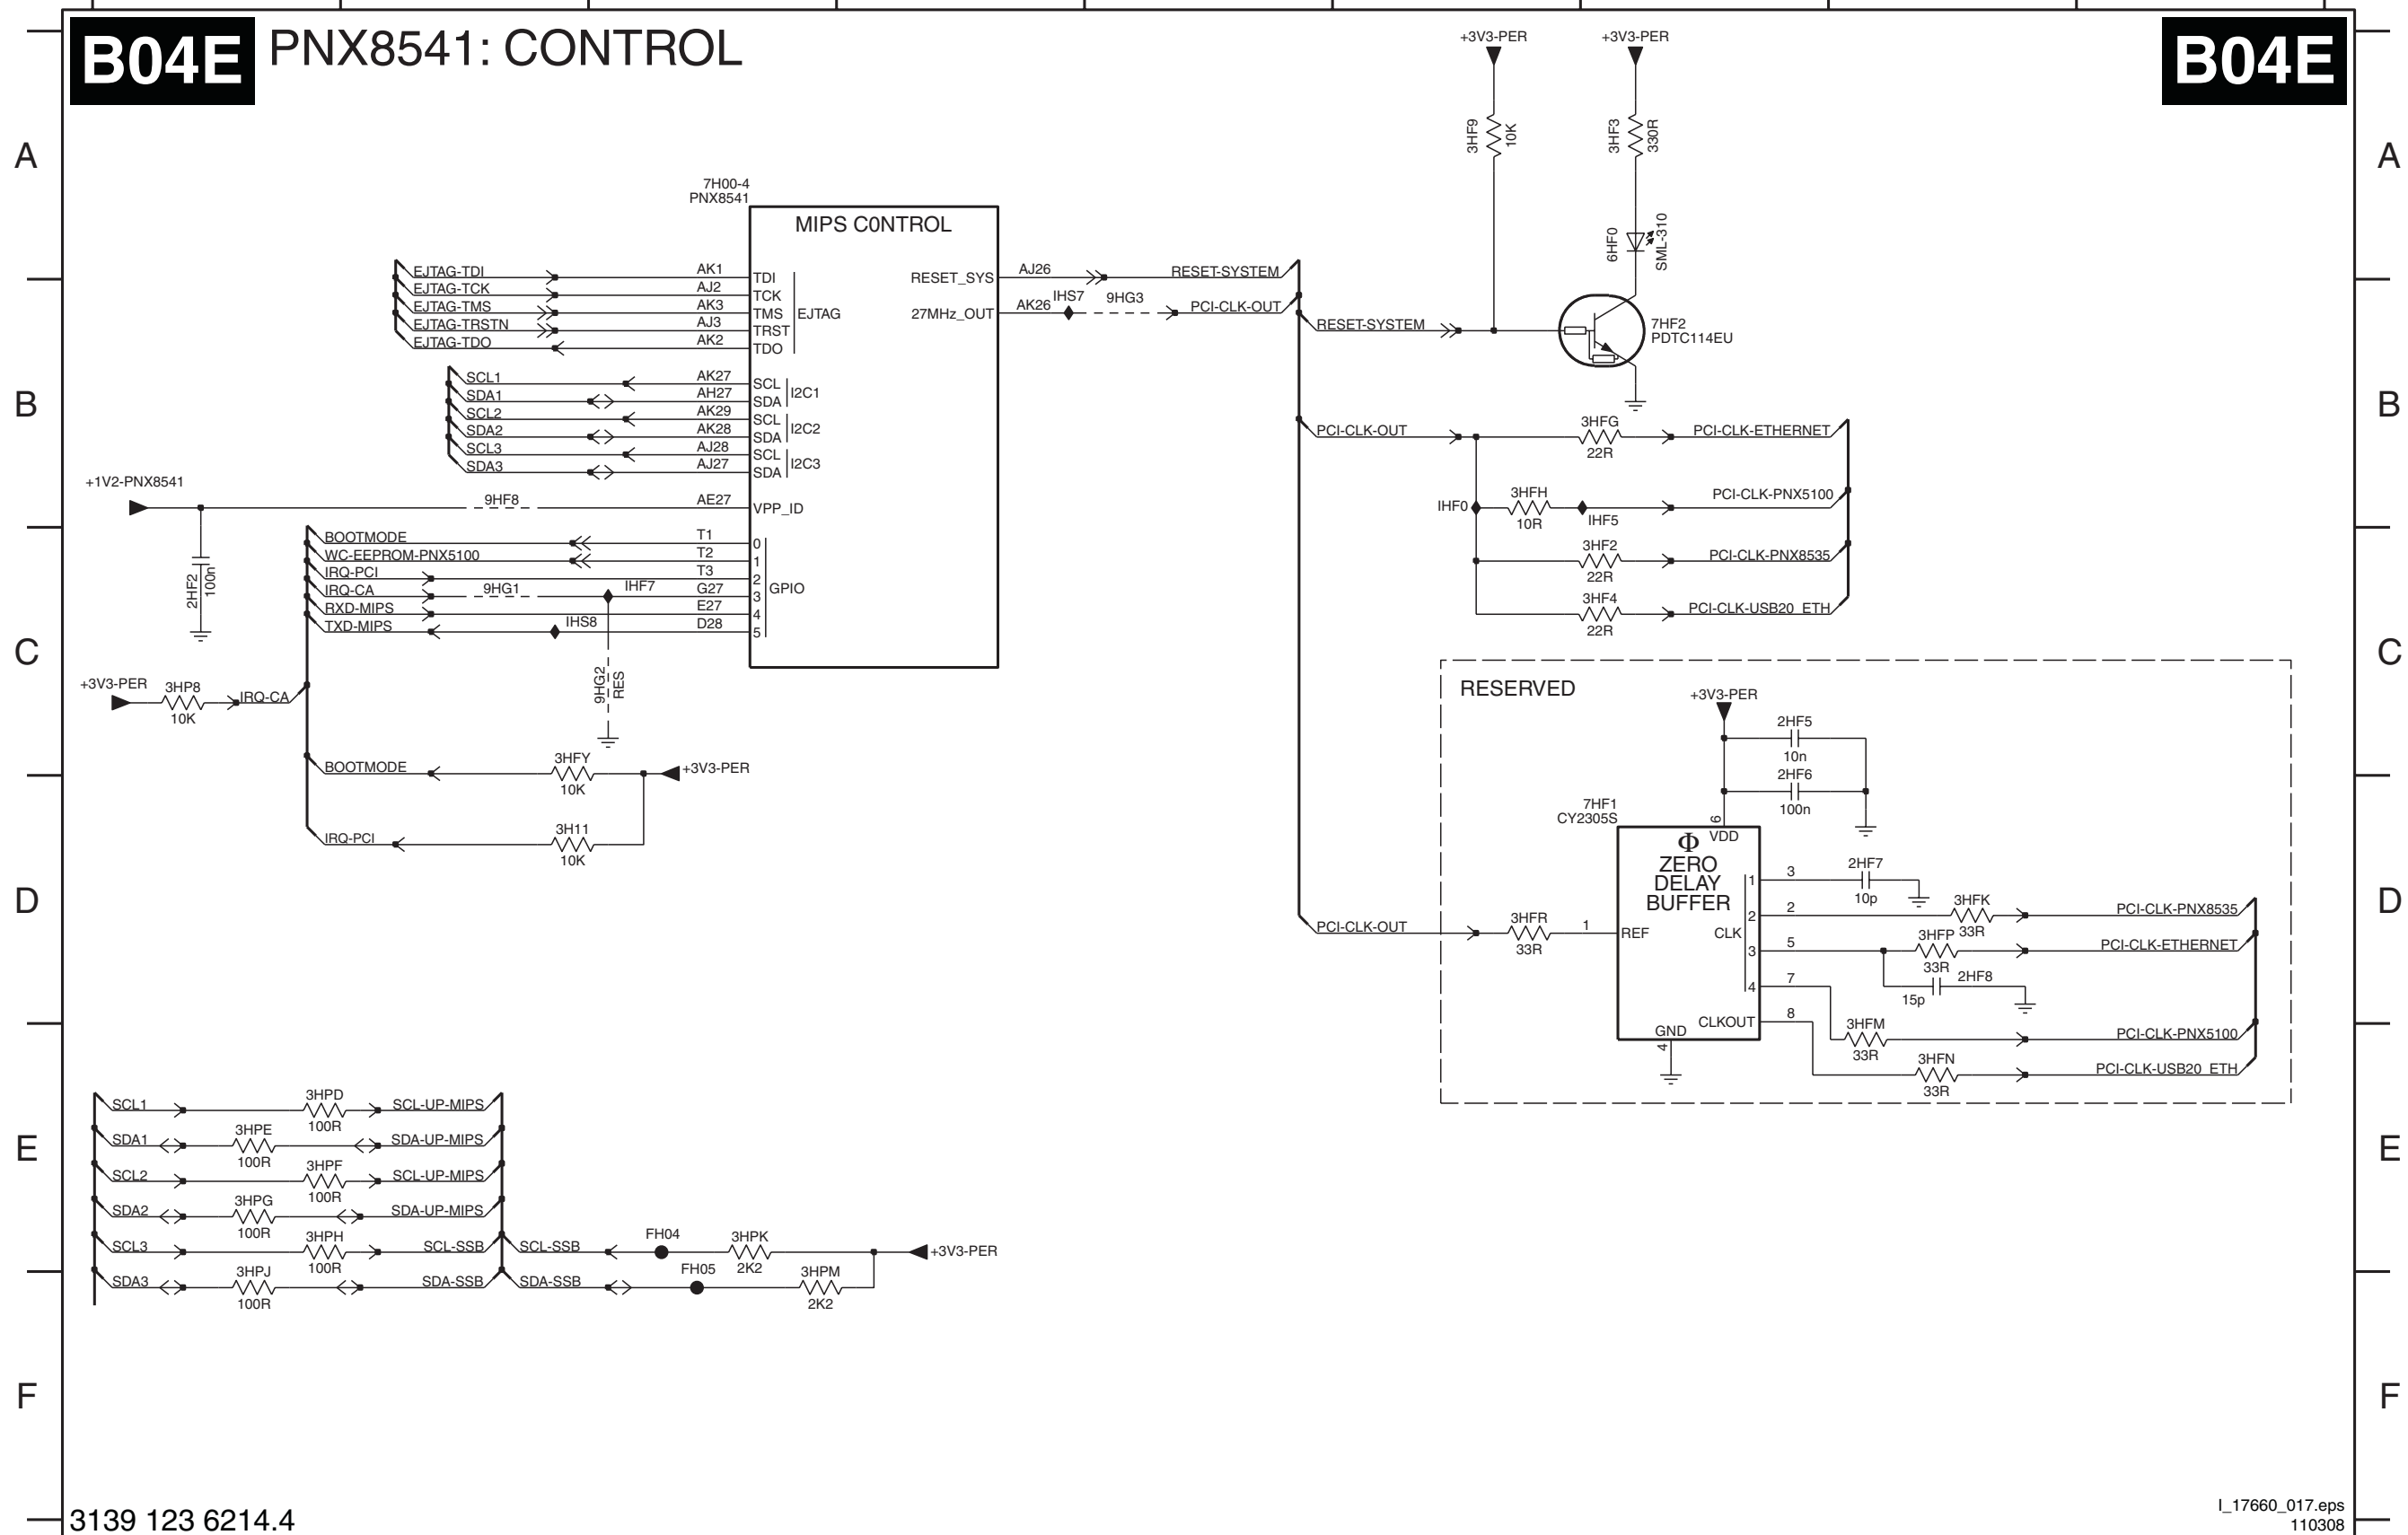 B04E PNX8541: CONTROL B04E
A A
B B
C C
D D
E E
F F
+3V3-PER +3V3-PER
3HF9 10K
3HF3 330R
6HF0 SML-310
7HF2
PDTC114EU
7H00-4
PNX8541
MIPS C0NTROL
EJTAG-TDI AK1 TDI
EJTAG-TCK AJ2 TCK
EJTAG-TMS AK3 TMS EJTAG
EJTAG-TRSTN AJ3 TRST
EJTAG-TDO AK2 TDO
RESET_SYS AJ26 RESET-SYSTEM
27MHz_OUT AK26 IHS7 9HG3 PCI-CLK-OUT
RESET-SYSTEM
SCL1 AK27 SCL
SDA1 AH27 SDA I2C1
SCL2 AK29 SCL
SDA2 AK28 SDA I2C2
SCL3 AJ28 SCL
SDA3 AJ27 SDA I2C3
+1V2-PNX8541 9HF8 AE27 VPP_ID
2HF2 100n
BOOTMODE T1 0
WC-EEPROM-PNX5100 T2 1
IRQ-PCI T3 2
IRQ-CA 9HG1 IHF7 G27 3 GPIO
RXD-MIPS E27 4
TXD-MIPS IHS8 D28 5
9HG2 RES
+3V3-PER 3HP8 10K IRQ-CA
BOOTMODE 3HFY 10K +3V3-PER
IRQ-PCI 3H11 10K
PCI-CLK-OUT 3HFG 22R PCI-CLK-ETHERNET
IHF0 3HFH 10R IHF5 PCI-CLK-PNX5100
3HF2 22R PCI-CLK-PNX8535
3HF4 22R PCI-CLK-USB20_ETH
RESERVED
+3V3-PER
2HF5
10n
2HF6
100n
7HF1
CY2305S
6 VDD
Φ
ZERO
DELAY
BUFFER
PCI-CLK-OUT 3HFR 33R 1 REF
CLK
1 3 2HF7 10p
2 2 3HFK 33R PCI-CLK-PNX8535
3 5 3HFP 33R PCI-CLK-ETHERNET
2HF8 15p
4 7 3HFM 33R PCI-CLK-PNX5100
CLKOUT 8 3HFN 33R PCI-CLK-USB20_ETH
GND 4
SCL1 3HPD 100R SCL-UP-MIPS
SDA1 3HPE 100R SDA-UP-MIPS
SCL2 3HPF 100R SCL-UP-MIPS
SDA2 3HPG 100R SDA-UP-MIPS
SCL3 3HPH 100R SCL-SSB SCL-SSB FH04 3HPK 2K2 +3V3-PER
SDA3 3HPJ 100R SDA-SSB SDA-SSB FH05 3HPM 2K2
3139 123 6214.4
I_17660_017.eps
110308